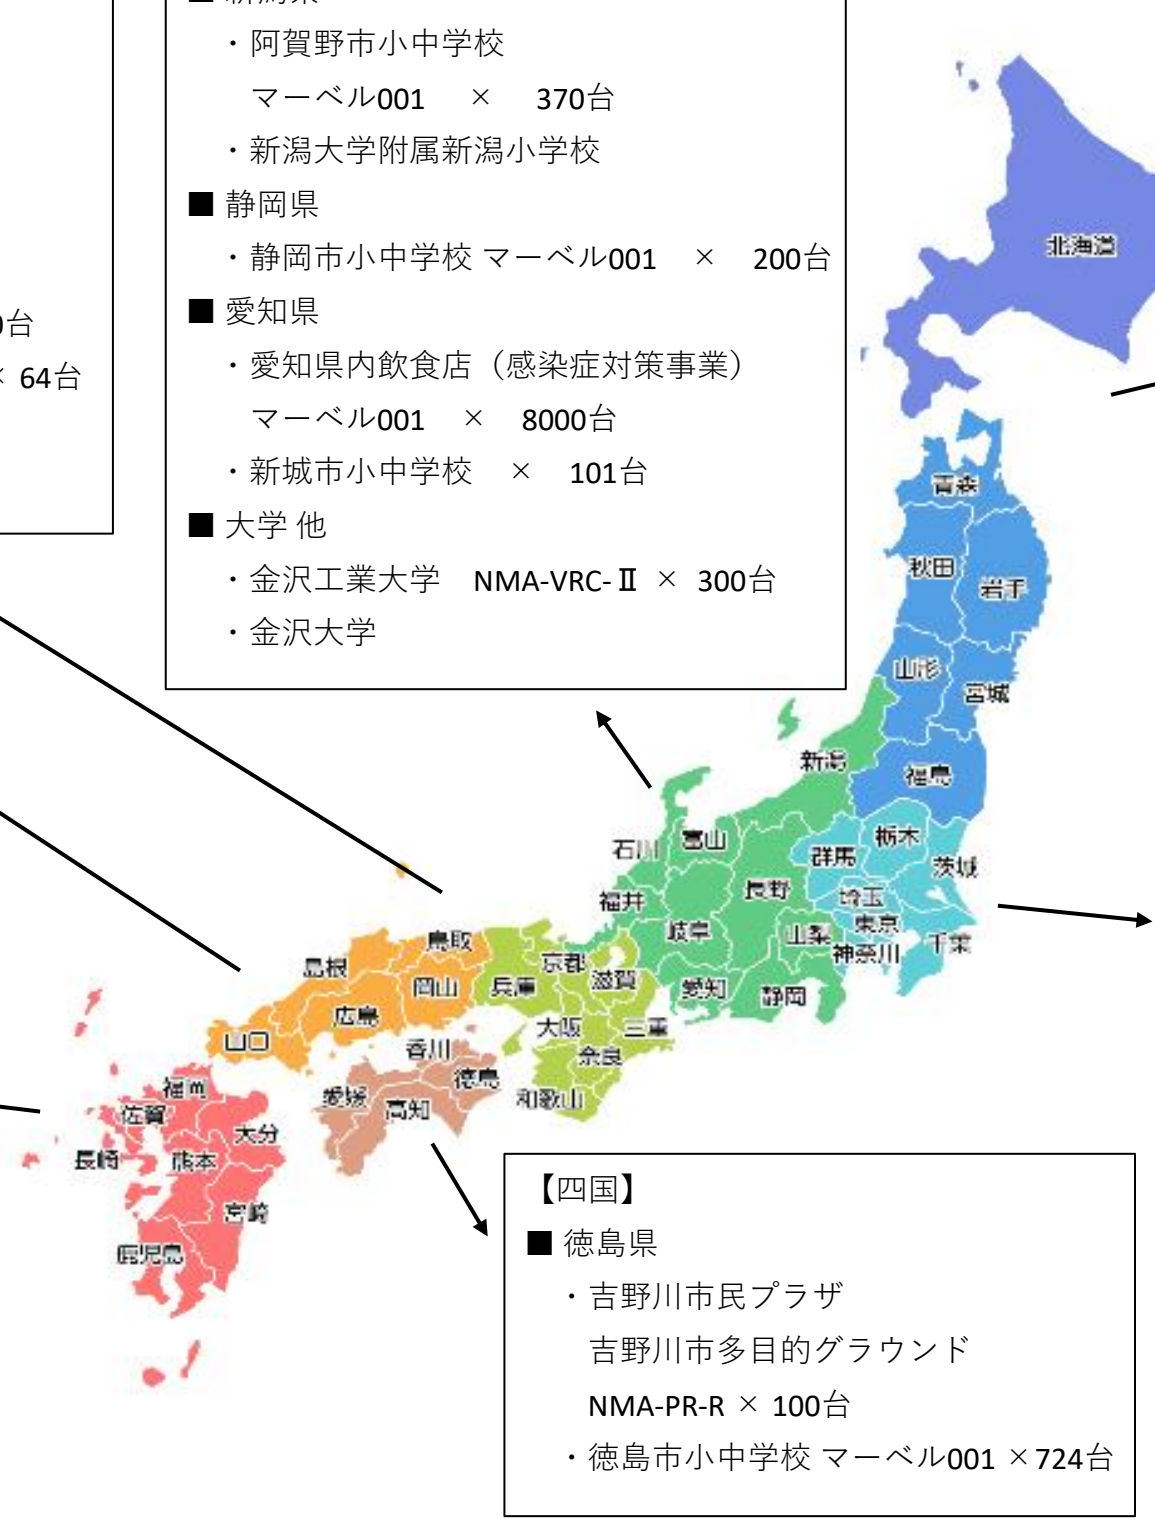 ・阿賀野市小中学校
マーベル001 × 370台
・新潟大学附属新潟小学校
■ 静岡県
・静岡市小中学校 マーベル001 × 200台
■ 愛知県
・愛知県内飲食店（感染症対策事業）
マーベル001 × 8000台
・新城市小中学校 × 101台
■ 大学 他
・金沢工業大学 NMA-VRC-Ⅱ × 300台
・金沢大学
台
× 64台
北海道
青森
秋田
岩手
山形
宮城
新潟
福島
石川
富山
群馬
栃木
茨城
福井
長野
埼玉
岐阜
山梨
東京
神奈川
千葉
鳥取
島根
岡山
兵庫
京都
滋賀
愛知
静岡
広島
山口
大阪
三重
奈良
和歌山
香川
徳島
愛媛
高知
福岡
佐賀
大分
長崎
熊本
宮崎
鹿児島
【四国】
■ 徳島県
・吉野川市民プラザ
吉野川市多目的グラウンド
NMA-PR-R × 100台
・徳島市小中学校 マーベル001 ×724台